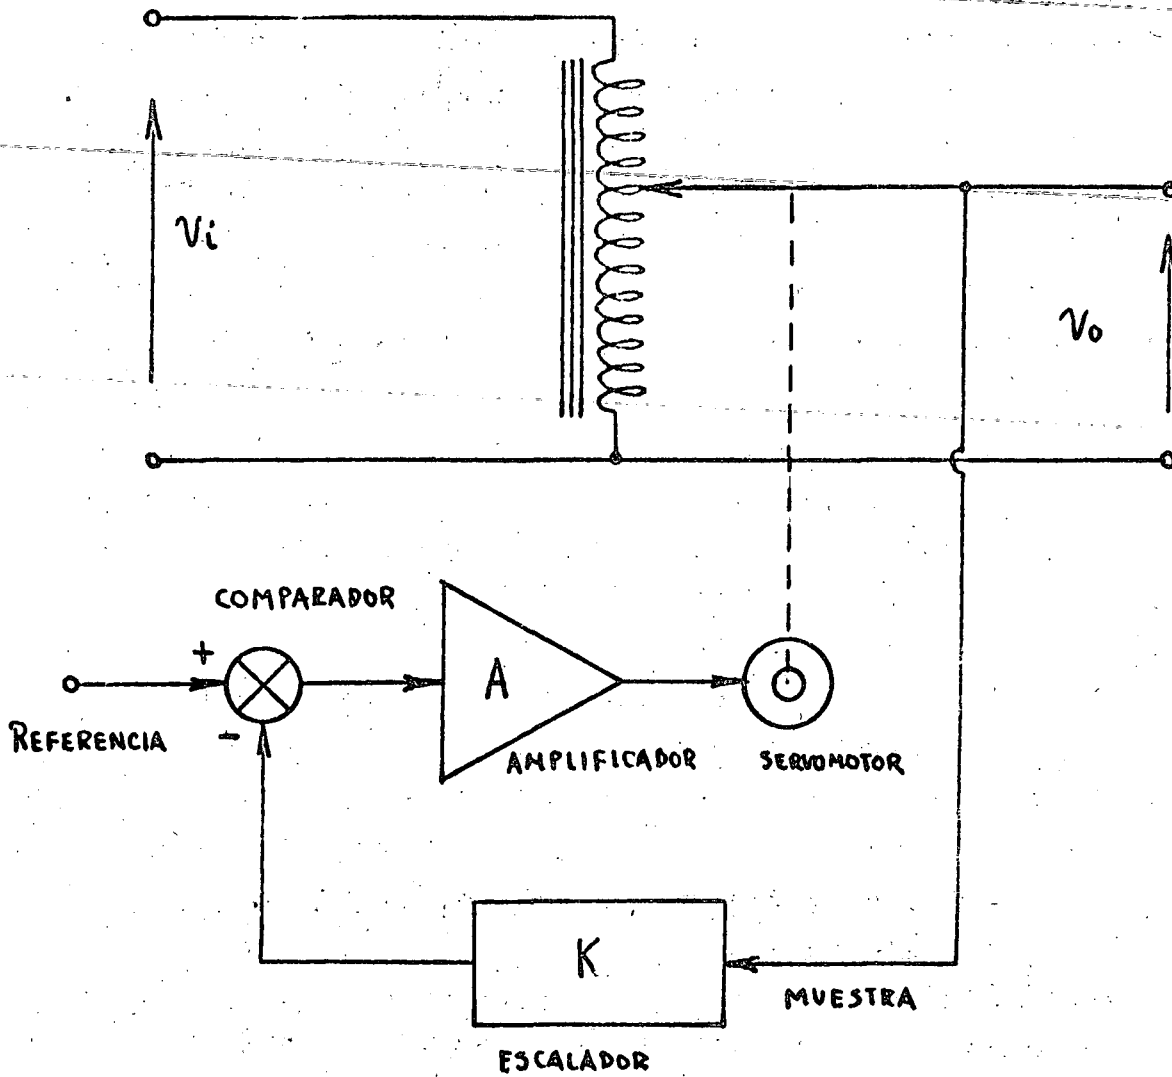 Vi
Vo
COMPARADOR
+
A
REFERENCIA
-
AMPLIFICADOR
SERVOMOTOR
K
MUESTRA
ESCALADOR